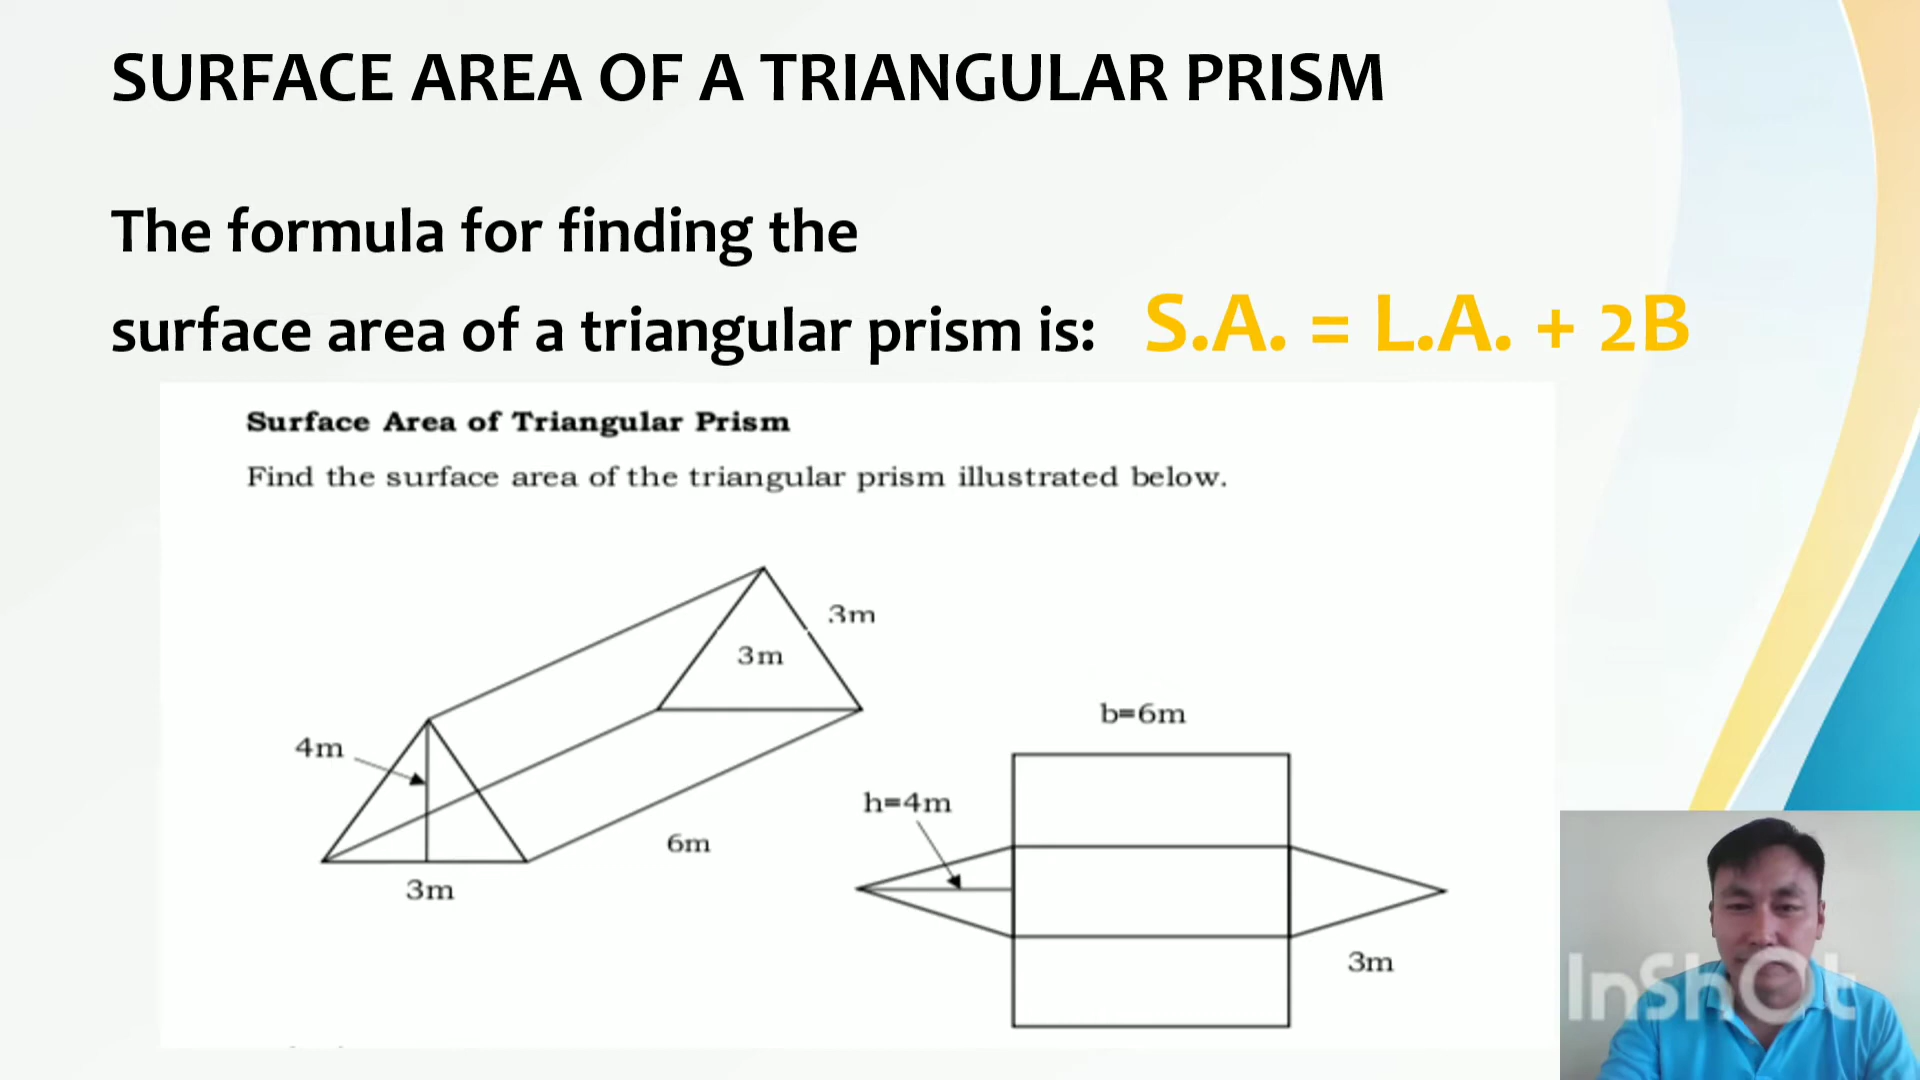 SURFACE AREA OF A TRIANGULAR PRISM
The formula for finding the
surface area of a triangular prism is: S.A. = L.A. + 2B
Surface Area of Triangular Prism
Find the surface area of the triangular prism illustrated below.
3m
3m
4m
6m
3m
b=6m
h=4m
3m
InShOt